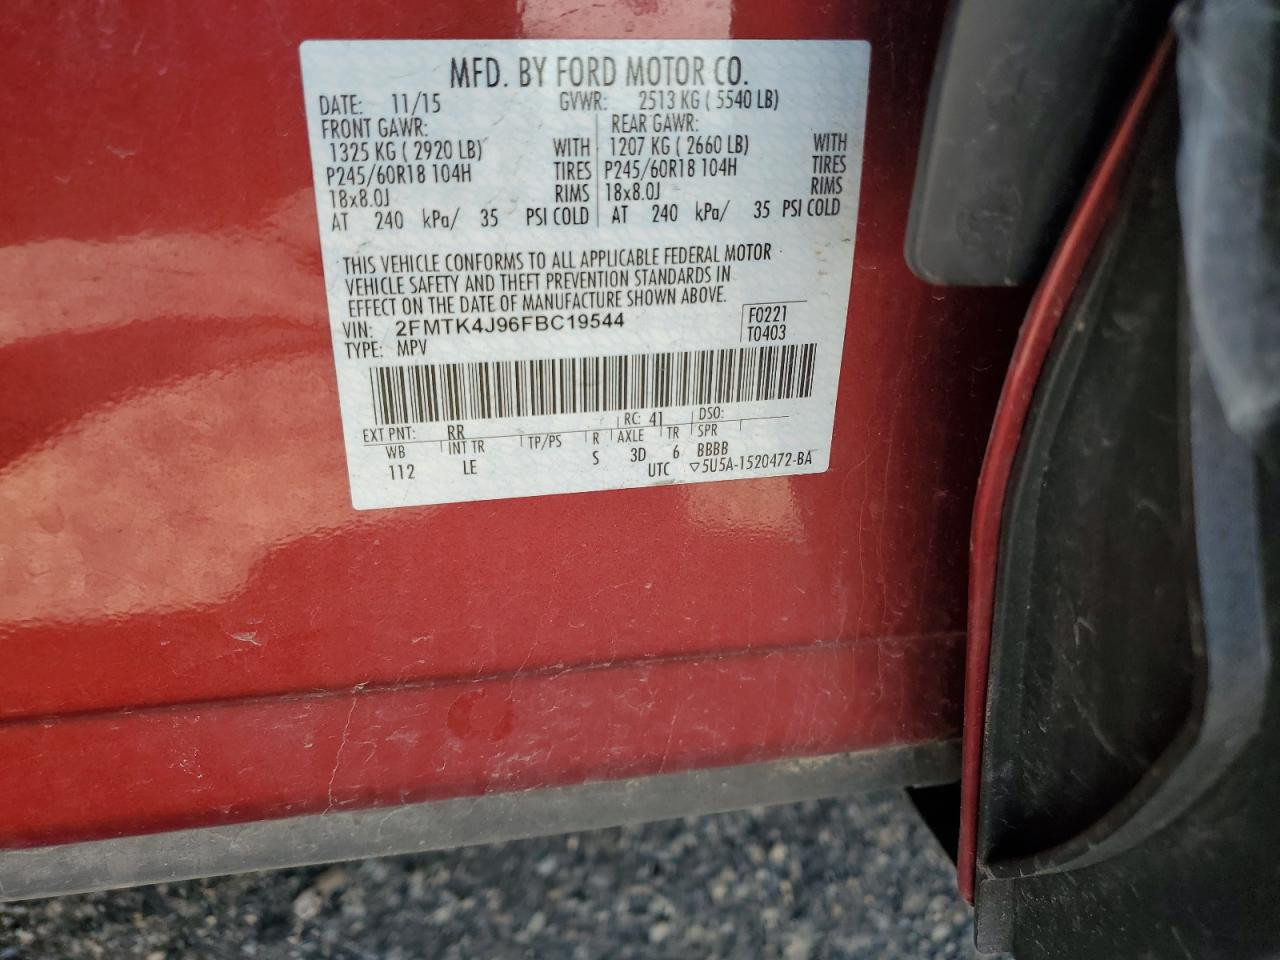 MFD. BY FORD MOTOR CO.
DATE: 11/15 GVWR: 2513 KG ( 5540 LB)
FRONT GAWR: REAR GAWR:
1325 KG ( 2920 LB) WITH 1207 KG ( 2660 LB) WITH
P245/60R18 104H TIRES P245/60R18 104H TIRES
18x8.0J RIMS 18x8.0J RIMS
AT 240 kPa/ 35 PSI COLD AT 240 kPa/ 35 PSI COLD
THIS VEHICLE CONFORMS TO ALL APPLICABLE FEDERAL MOTOR
VEHICLE SAFETY AND THEFT PREVENTION STANDARDS IN
EFFECT ON THE DATE OF MANUFACTURE SHOWN ABOVE.
VIN: 2FMTK4J96FBC19544 F0221
TYPE: MPV T0403
EXT PNT: RR RC: 41 DSO:
WB INT TR TP/PS R AXLE TR SPR
112 LE S 3D 6 BBBB
UTC ▽5U5A-1520472-BA